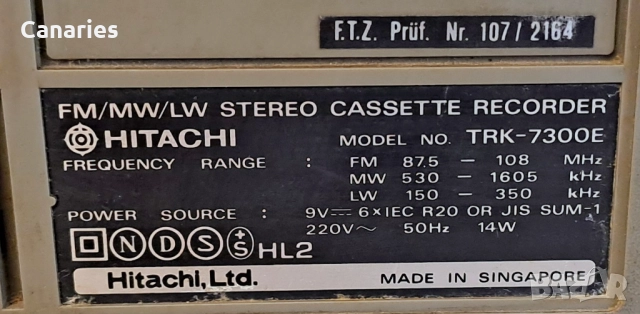 Canaries
F.T.Z. Prüf. Nr. 107/2164
FM/MW/LW STEREO CASSETTE RECORDER
HITACHI MODEL NO. TRK-7300E
FREQUENCY RANGE : FM 87.5 — 108 MHz
MW 530 — 1605 kHz
LW 150 — 350 kHz
POWER SOURCE : 9V⎓ 6×IEC R20 OR JIS SUM-1
220V～ 50Hz 14W
N D S +S HL2
Hitachi, Ltd. MADE IN SINGAPORE
BAZAR